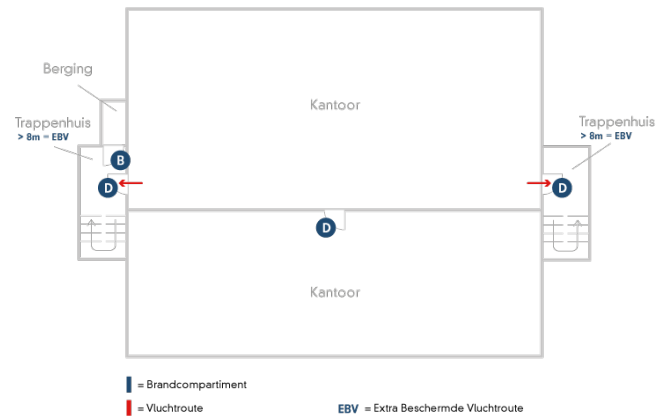 Berging
Kantoor
Trappenhuis
> 8m = EBV
Trappenhuis
> 8m = EBV
B
D
D
D
Kantoor
= Brandcompartiment
= Vluchtroute
EBV = Extra Beschermde Vluchtroute